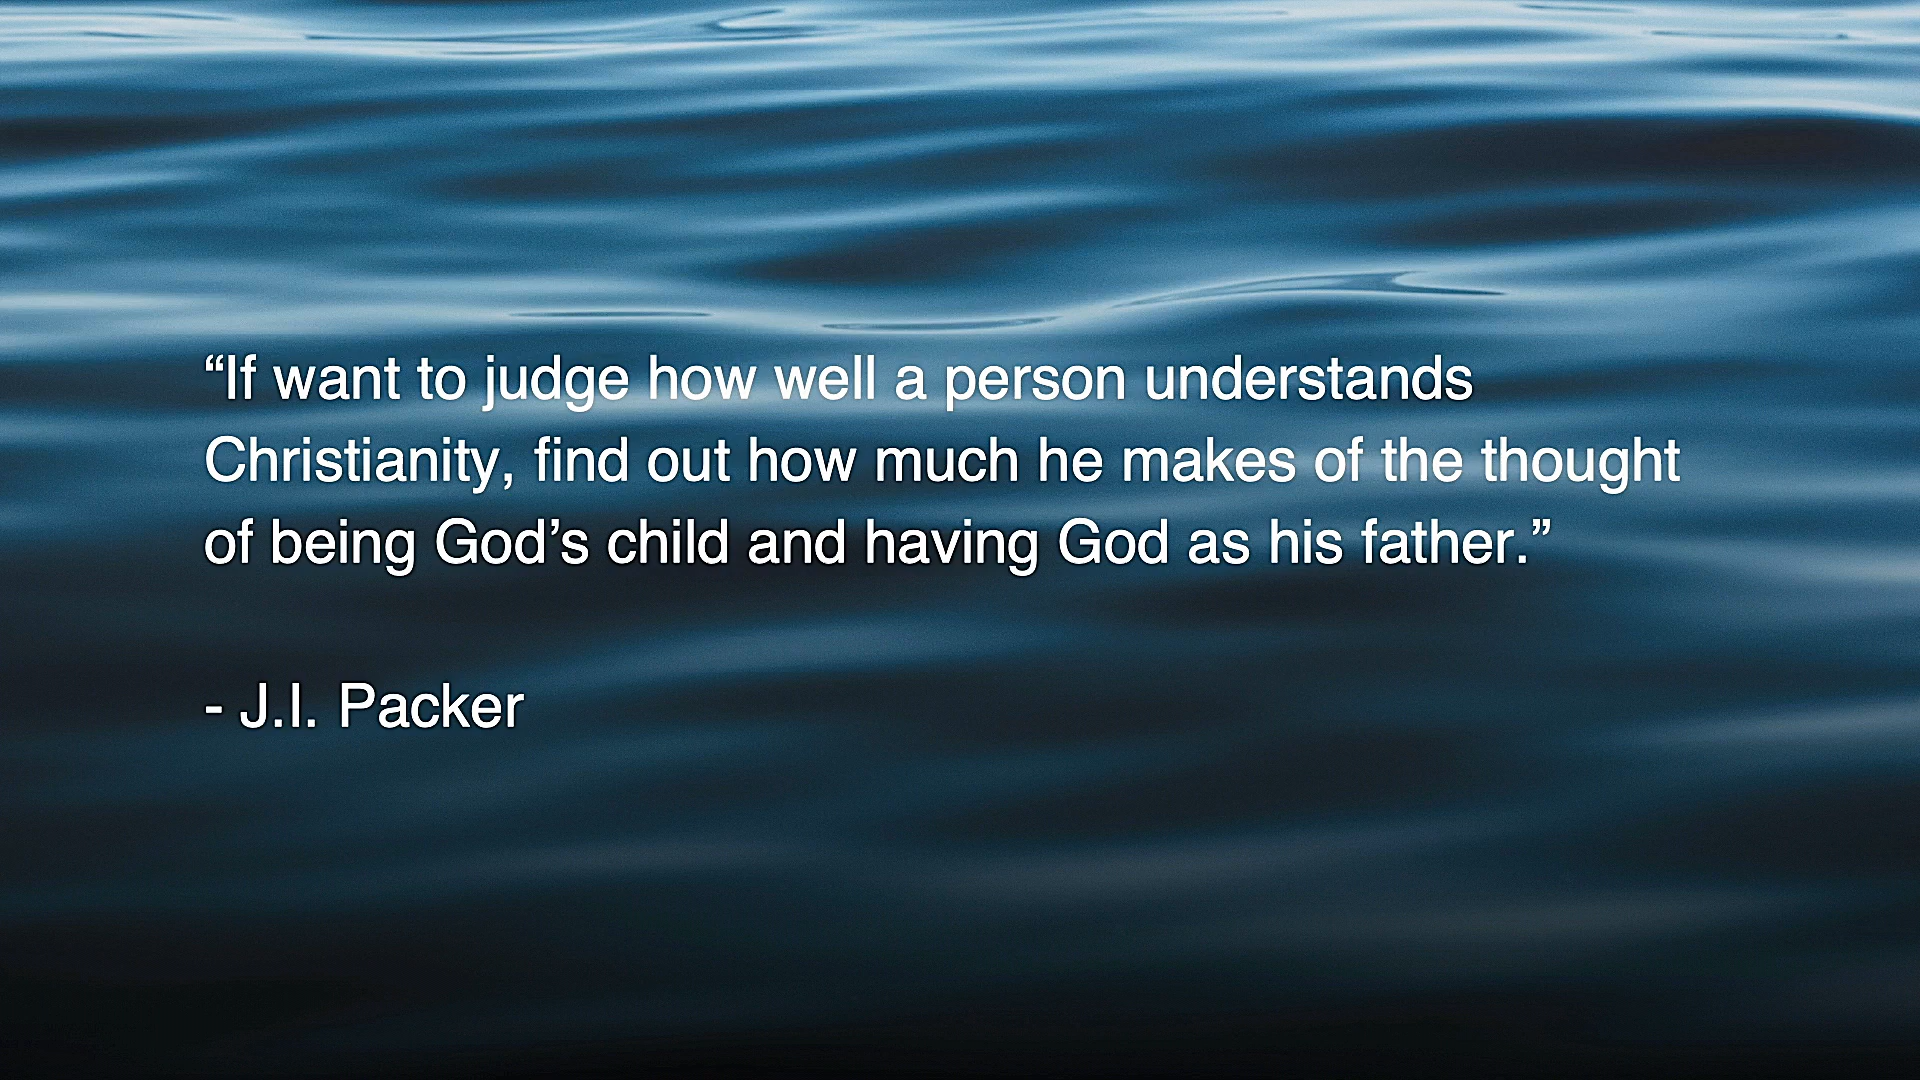 “If want to judge how well a person understands
Christianity, find out how much he makes of the thought
of being God’s child and having God as his father.”
- J.I. Packer